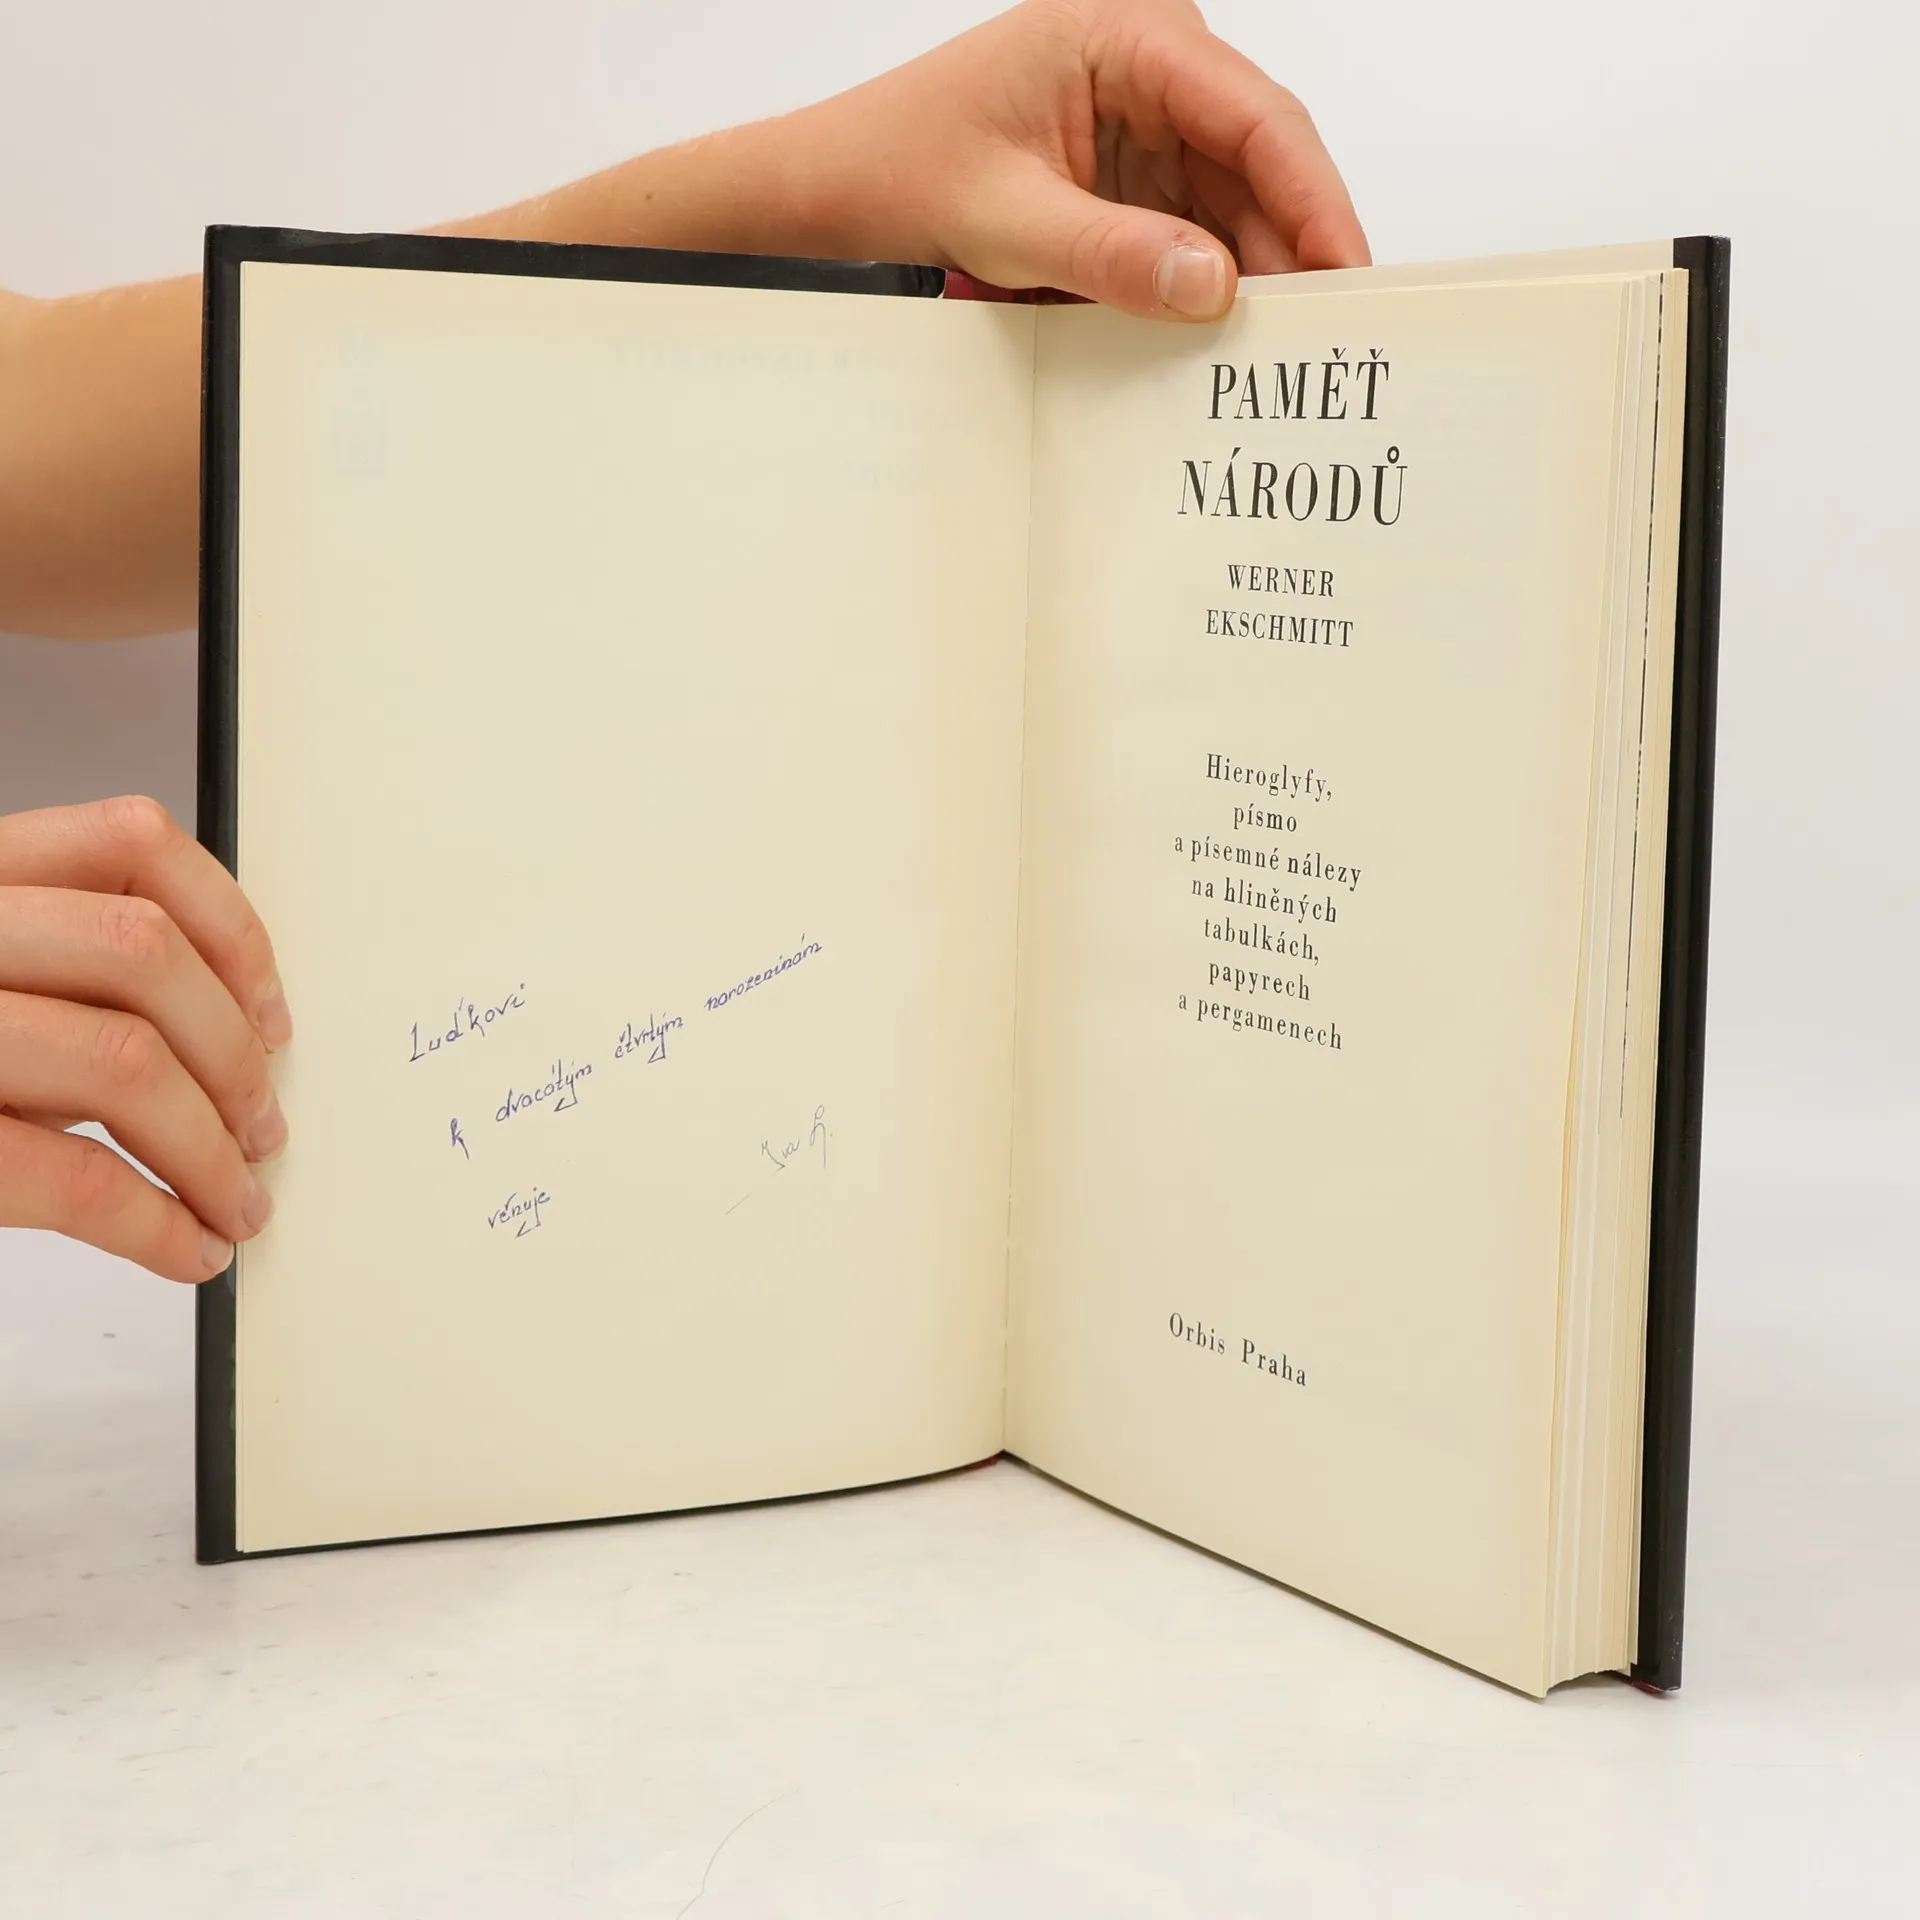 Luďkovi
k dvacátým čtvrtým narozeninám
věnuje
Iva
PAMĚŤ
NÁRODŮ
WERNER
EKSCHMITT
Hieroglyfy,
písmo
a písemné nálezy
na hliněných
tabulkách,
papyrech
a pergamenech
Orbis Praha